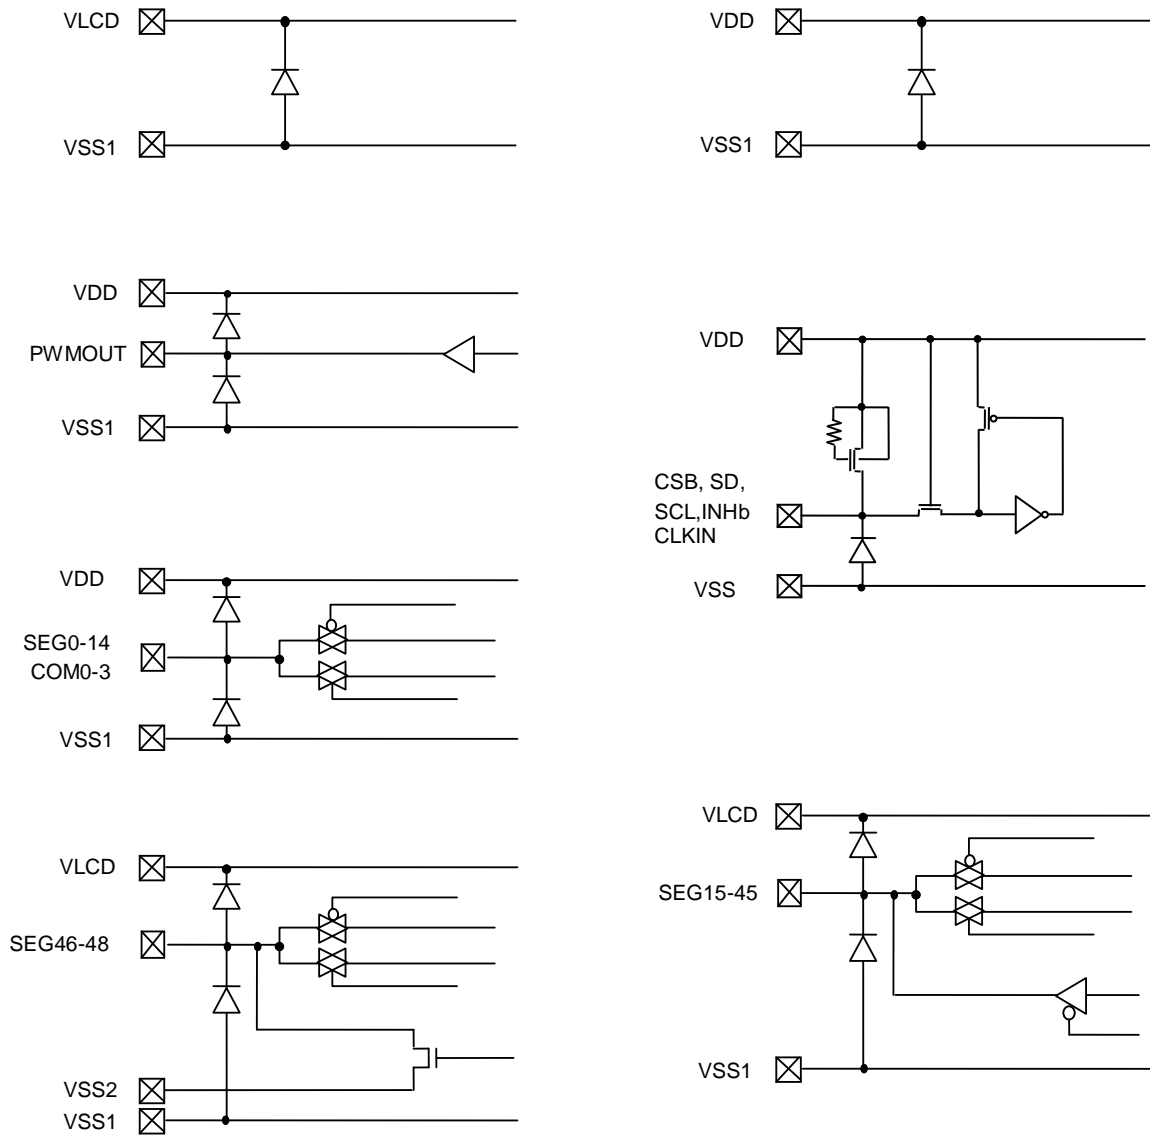 VLCD
VSS1
VDD
VSS1
VDD
PWMOUT
VSS1
VDD
CSB, SD,
SCL,INHb
CLKIN
VSS
VDD
SEG0-14
COM0-3
VSS1
VLCD
SEG46-48
VSS2
VSS1
VLCD
SEG15-45
VSS1